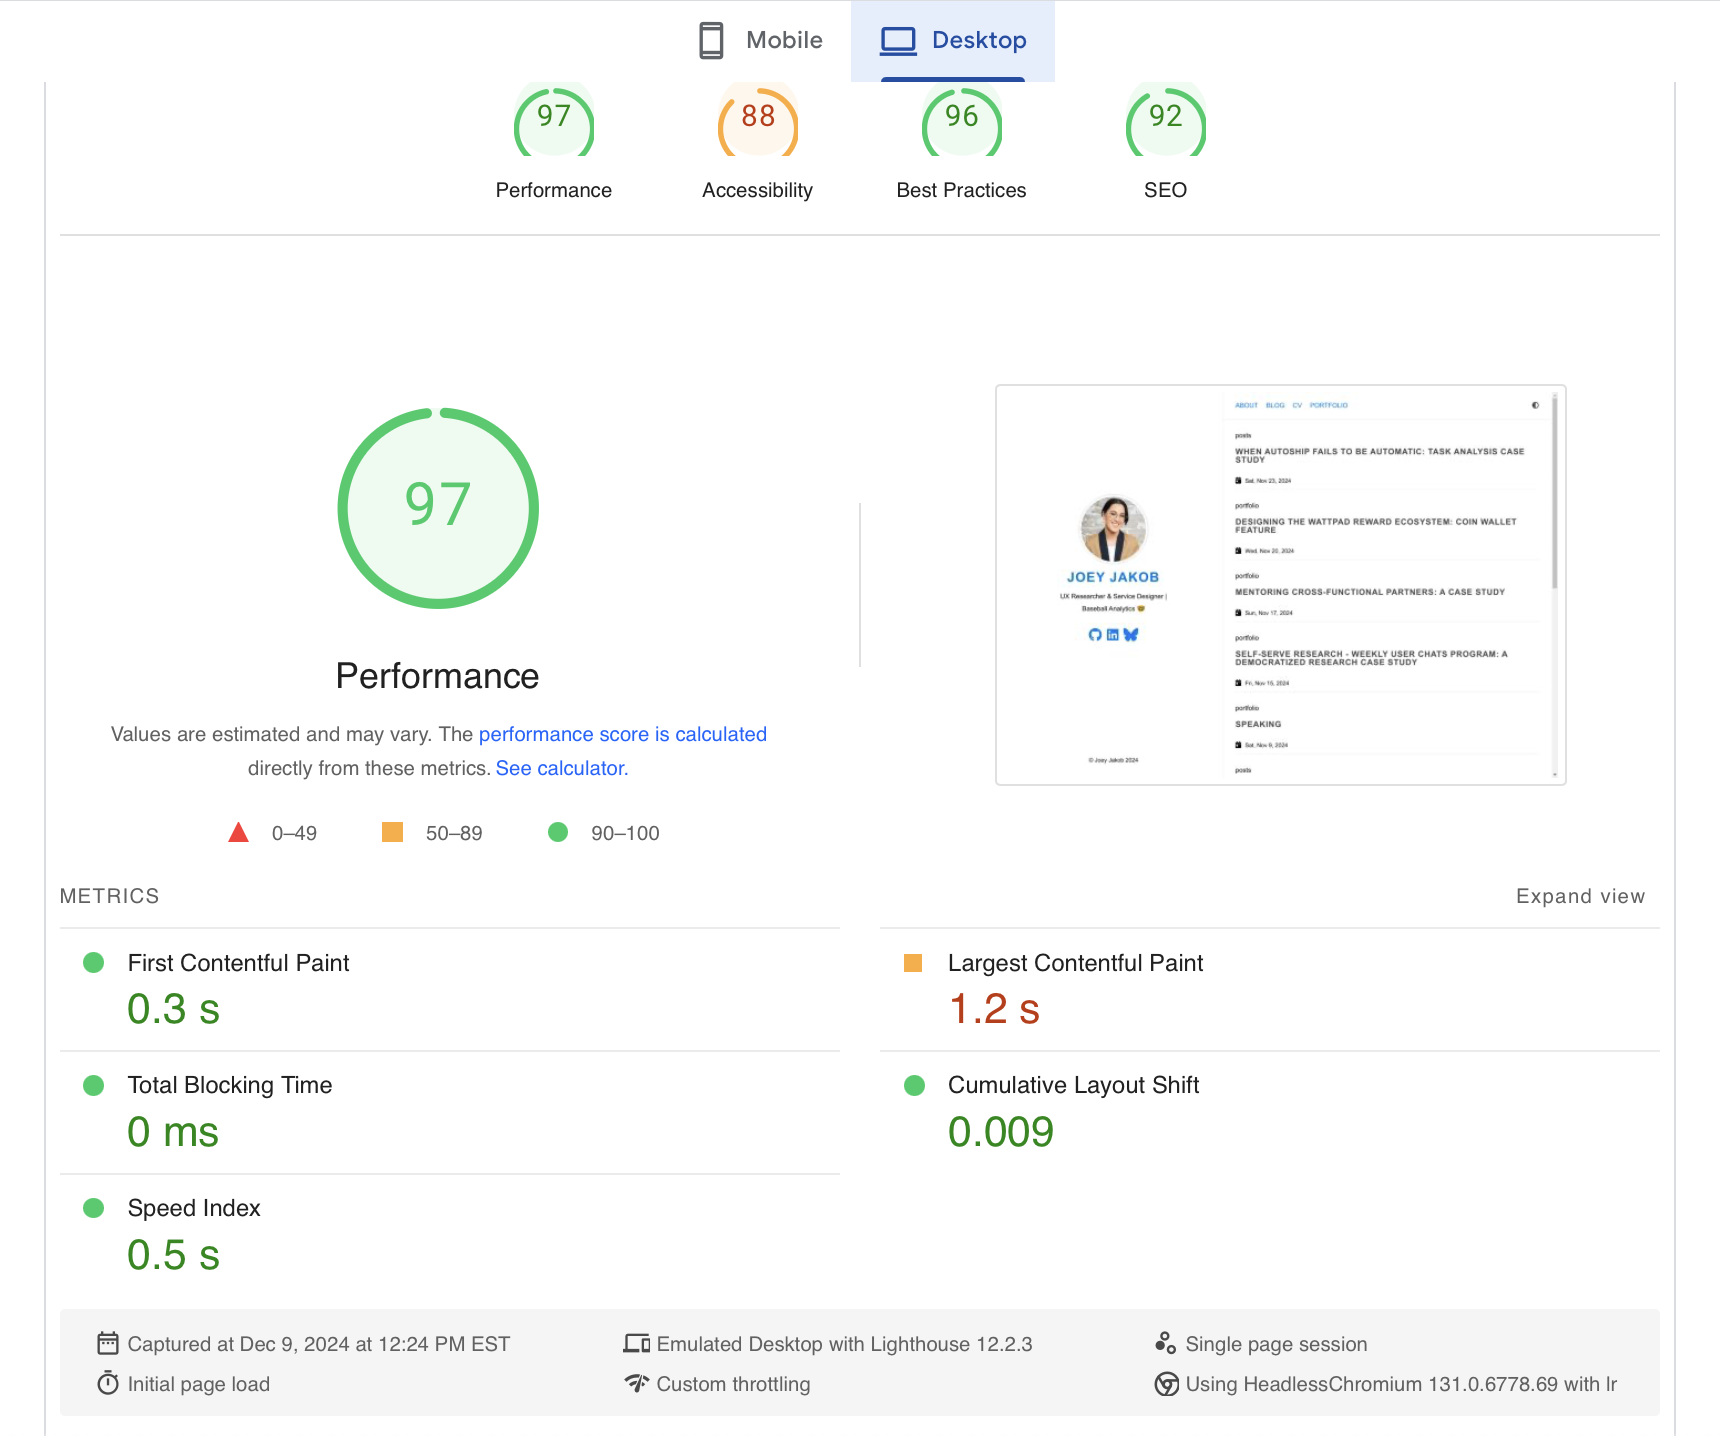 Mobile
Desktop
97
88
96
92
Performance
Accessibility
Best Practices
SEO
97
Performance
Values are estimated and may vary. The performance score is calculated
directly from these metrics. See calculator.
0–49
50–89
90–100
ABOUT BLOG CV PORTFOLIO
posts
WHEN AUTOSHIP FAILS TO BE AUTOMATIC: TASK ANALYSIS CASE
STUDY
Sat, Nov 23, 2024
portfolio
DESIGNING THE WATTPAD REWARD ECOSYSTEM: COIN WALLET
FEATURE
Wed, Nov 20, 2024
portfolio
MENTORING CROSS-FUNCTIONAL PARTNERS: A CASE STUDY
Sun, Nov 17, 2024
portfolio
SELF-SERVE RESEARCH - WEEKLY USER CHATS PROGRAM: A
DEMOCRATIZED RESEARCH CASE STUDY
Fri, Nov 15, 2024
portfolio
SPEAKING
Sat, Nov 9, 2024
posts
JOEY JAKOB
UX Researcher & Service Designer |
Baseball Analytics 🤓
in
© Joey Jakob 2024
METRICS
Expand view
First Contentful Paint
0.3 s
Largest Contentful Paint
1.2 s
Total Blocking Time
0 ms
Cumulative Layout Shift
0.009
Speed Index
0.5 s
Captured at Dec 9, 2024 at 12:24 PM EST
Emulated Desktop with Lighthouse 12.2.3
Single page session
Initial page load
Custom throttling
Using HeadlessChromium 131.0.6778.69 with lr